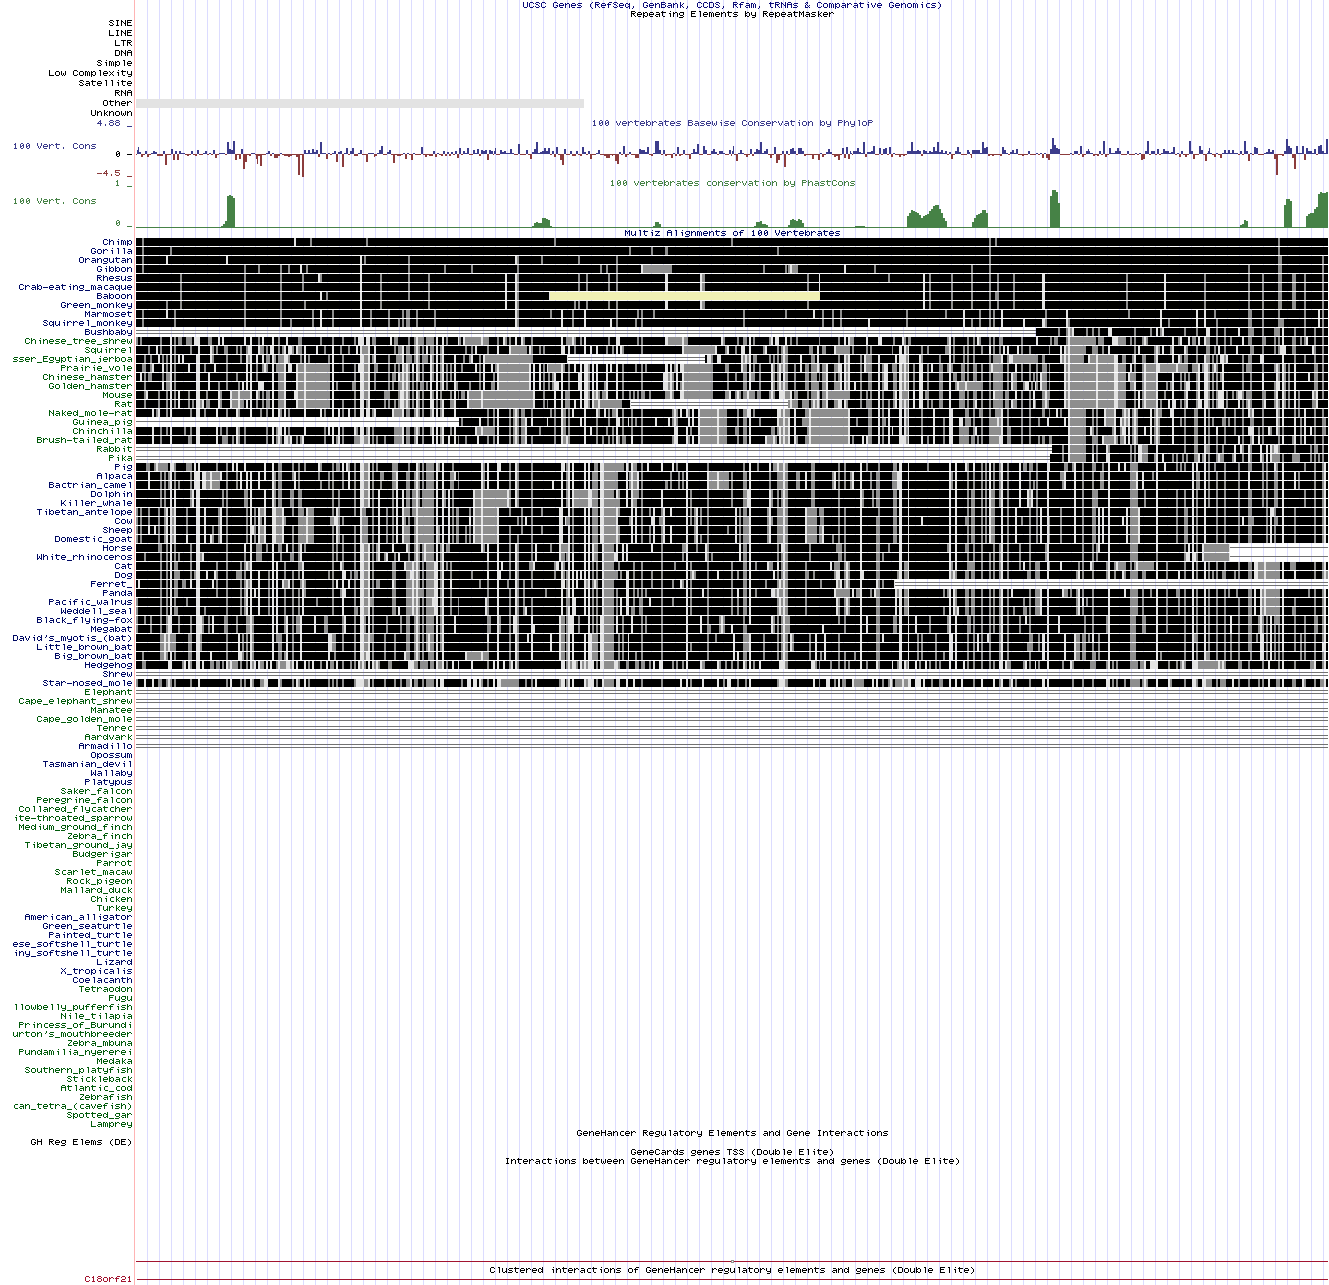 UCSC Genes (RefSeq, GenBank, CCDS, Rfam, tRNAs & Comparative Genomics)
Repeating Elements by RepeatMasker
SINE
LINE
LTR
DNA
Simple
Low Complexity
Satellite
RNA
Other
Unknown
100 vertebrates Basewise Conservation by PhyloP
4.88 _
100 Vert. Cons
0 _
-4.5 _
100 vertebrates conservation by PhastCons
1 _
100 Vert. Cons
0 _
Multiz Alignments of 100 Vertebrates
Chimp
Gorilla
Orangutan
Gibbon
Rhesus
Crab-eating_macaque
Baboon
Green_monkey
Marmoset
Squirrel_monkey
Bushbaby
Chinese_tree_shrew
Squirrel
sser_Egyptian_jerboa
Prairie_vole
Chinese_hamster
Golden_hamster
Mouse
Rat
Naked_mole-rat
Guinea_pig
Chinchilla
Brush-tailed_rat
Rabbit
Pika
Pig
Alpaca
Bactrian_camel
Dolphin
Killer_whale
Tibetan_antelope
Cow
Sheep
Domestic_goat
Horse
White_rhinoceros
Cat
Dog
Ferret_
Panda
Pacific_walrus
Weddell_seal
Black_flying-fox
Megabat
David's_myotis_(bat)
Little_brown_bat
Big_brown_bat
Hedgehog
Shrew
Star-nosed_mole
Elephant
Cape_elephant_shrew
Manatee
Cape_golden_mole
Tenrec
Aardvark
Armadillo
Opossum
Tasmanian_devil
Wallaby
Platypus
Saker_falcon
Peregrine_falcon
Collared_flycatcher
ite-throated_sparrow
Medium_ground_finch
Zebra_finch
Tibetan_ground_jay
Budgerigar
Parrot
Scarlet_macaw
Rock_pigeon
Mallard_duck
Chicken
Turkey
American_alligator
Green_seaturtle
Painted_turtle
ese_softshell_turtle
iny_softshell_turtle
Lizard
X_tropicalis
Coelacanth
Tetraodon
Fugu
llowbelly_pufferfish
Nile_tilapia
Princess_of_Burundi
urton's_mouthbreeder
Zebra_mbuna
Pundamilia_nyererei
Medaka
Southern_platyfish
Stickleback
Atlantic_cod
Zebrafish
can_tetra_(cavefish)
Spotted_gar
Lamprey
GeneHancer Regulatory Elements and Gene Interactions
GH Reg Elems (DE)
GeneCards genes TSS (Double Elite)
Interactions between GeneHancer regulatory elements and genes (Double Elite)
Clustered interactions of GeneHancer regulatory elements and genes (Double Elite)
C18orf21